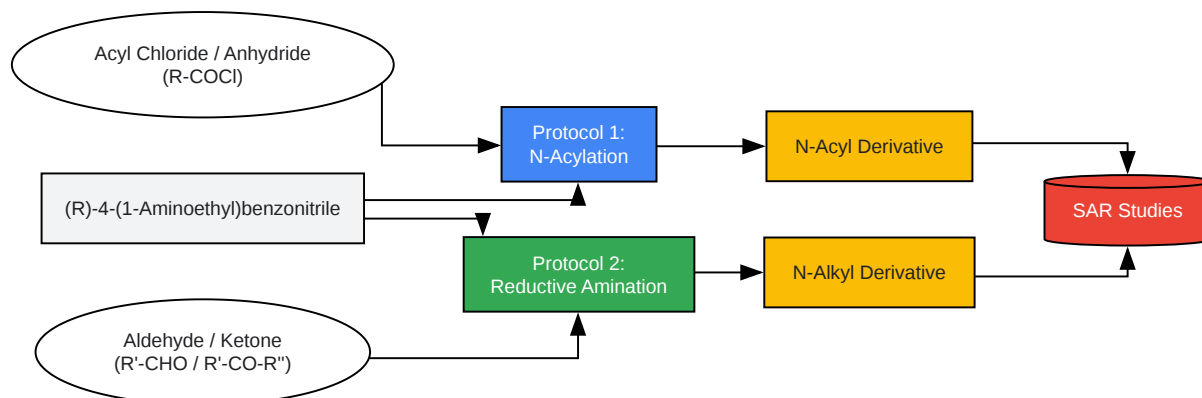 Acyl Chloride / Anhydride
(R-COCl)
Protocol 1:
N-Acylation
N-Acyl Derivative
(R)-4-(1-Aminoethyl)benzonitrile
SAR Studies
Protocol 2:
Reductive Amination
N-Alkyl Derivative
Aldehyde / Ketone
(R'-CHO / R'-CO-R")